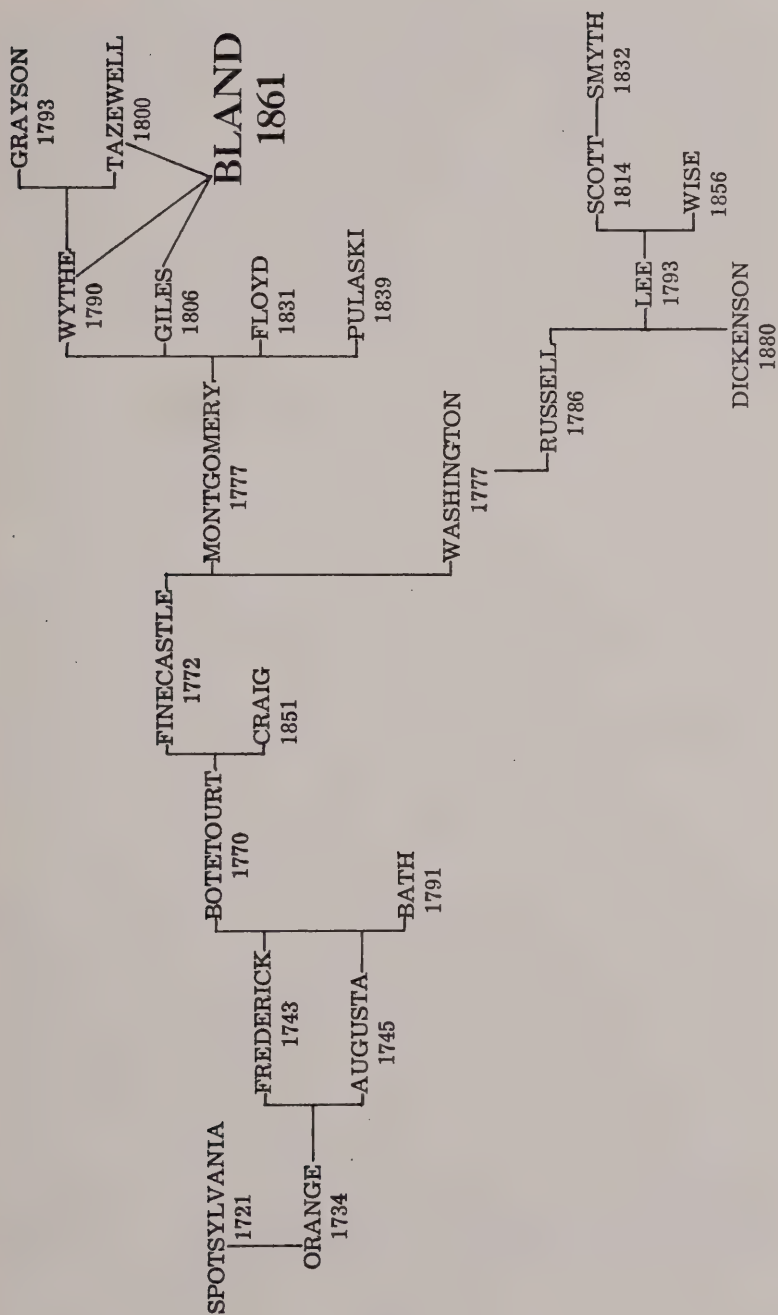 SPOTSYLVANIA
1721
ORANGE
1734
FREDERICK
1743
AUGUSTA
1745
BOTETOURT
1770
BATH
1791
FINECASTLE
1772
CRAIG
1851
MONTGOMERY
1777
WASHINGTON
1777
WYTHE
1790
GILES
1806
FLOYD
1831
PULASKI
1839
GRAYSON
1793
TAZEWELL
1800
BLAND
1861
RUSSELL
1786
LEE
1793
DICKENSON
1880
SCOTT
1814
WISE
1856
SMYTH
1832